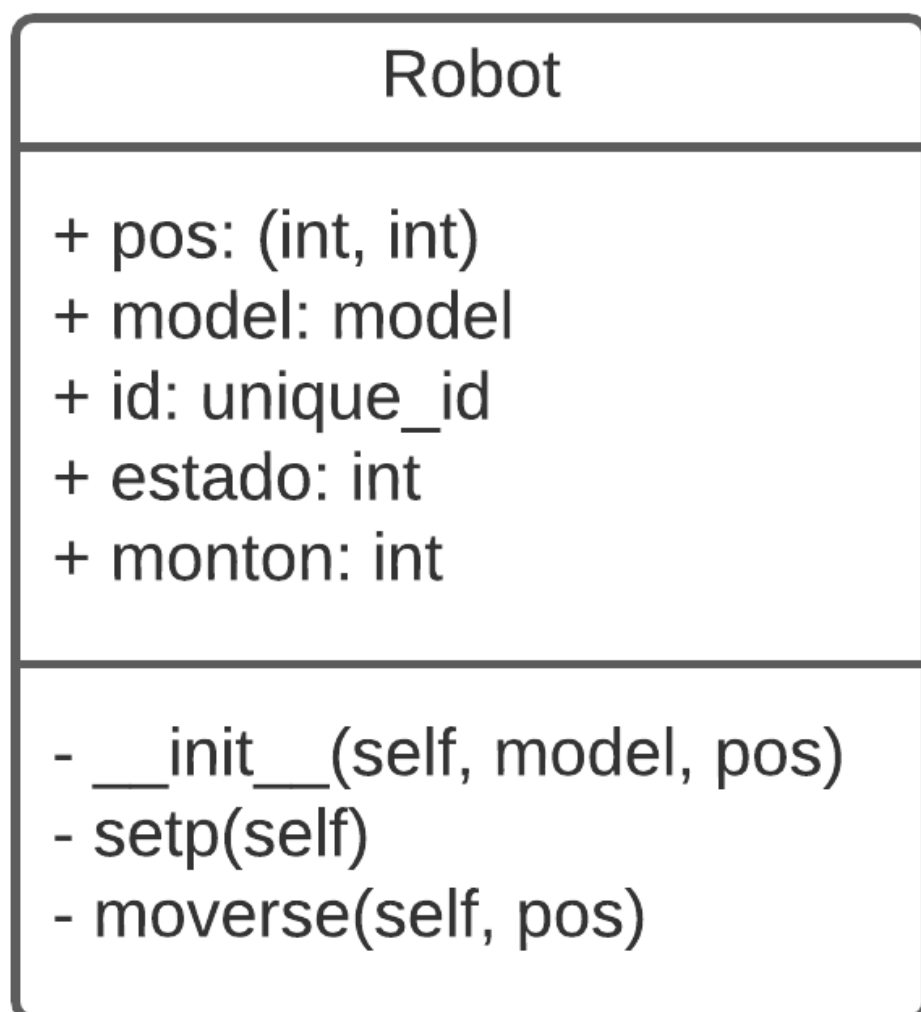 Robot
+ pos: (int, int)
+ model: model
+ id: unique_id
+ estado: int
+ monton: int
- __init__(self, model, pos)
- setp(self)
- moverse(self, pos)